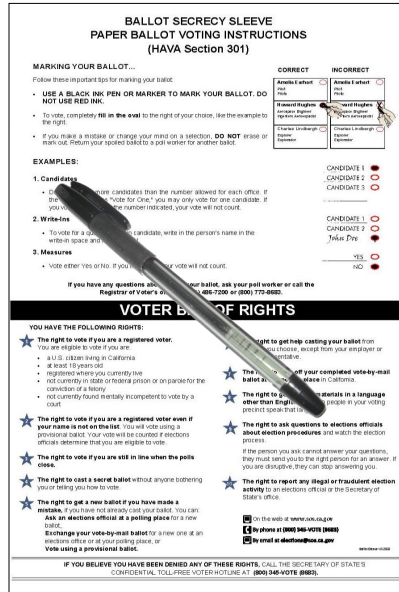 BALLOT SECRECY SLEEVE
PAPER BALLOT VOTING INSTRUCTIONS
(HAVA Section 301)
MARKING YOUR BALLOT...
Follow these important tips for marking your ballot:
• USE A BLACK INK PEN OR MARKER TO MARK YOUR BALLOT. DO
NOT USE RED INK.
• To vote, completely fill in the oval to the right of your choice, like the example to
the right.
• If you make a mistake or change your mind on a selection, DO NOT erase or
mark out. Return your spoiled ballot to a poll worker for another ballot.
CORRECT INCORRECT
Amelia Earhart
Pilot
Amelia Earhart
Pilot
Howard Hughes
Aerospace Engineer
Howard Hughes
Aerospace Engineer
Charles Lindbergh
Explorer
Charles Lindbergh
Explorer
EXAMPLES:
1. Candidates
more candidates than the number allowed for each office. If
the "Vote for One," you may only vote for one candidate. If
you the number indicated, your vote will not count.
CANDIDATE 1
CANDIDATE 2
CANDIDATE 3
2. Write-Ins
• To vote for a candidate, write in the person's name in the
write-in space and
CANDIDATE 1
CANDIDATE 2
John Doe
3. Measures
• Vote either Yes or No. If you your vote will not count.
YES
NO
If you have any questions your ballot, ask your poll worker or call the
Registrar of Voter's 486-7200 or (800) 773-8683.
VOTER OF RIGHTS
YOU HAVE THE FOLLOWING RIGHTS:
The right to vote if you are a registered voter.
You are eligible to vote if you are:
• a U.S. citizen living in California
• at least 18 years old
• registered where you currently live
• not currently in state or federal prison or on parole for the
conviction of a felony
• not currently found mentally incompetent to vote by a
court
The right to vote if you are a registered voter even if
your name is not on the list. You will vote using a
provisional ballot. Your vote will be counted if elections
officials determine that you are eligible to vote.
The right to vote if you are still in line when the polls
close.
The right to cast a secret ballot without anyone bothering
you or telling you how to vote.
The right to get a new ballot if you have made a
mistake, if you have not already cast your ballot. You can:
Ask an elections official at a polling place for a new
ballot,
Exchange your vote-by-mail ballot for a new one at an
elections office or at your polling place, or
Vote using a provisional ballot.
right to get help casting your ballot from
you choose, except from your employer or
off your completed vote-by-mail
ballot place in California.
materials in a language
other than people in your voting
precinct speak that
The right to ask questions to elections officials
about election procedures and watch the election
process.
If the person you ask cannot answer your questions,
they must send you to the right person for an answer. If
you are disruptive, they can stop answering you.
The right to report any illegal or fraudulent election
activity to an elections official or the Secretary of
State's office.
On the web at www.sos.ca.gov
By phone at (800) 345-VOTE (8683)
By email at elections@sos.ca.gov
IF YOU BELIEVE YOU HAVE BEEN DENIED ANY OF THESE RIGHTS, CALL THE SECRETARY OF STATE'S
CONFIDENTIAL TOLL-FREE VOTER HOTLINE AT (800) 345-VOTE (8683).